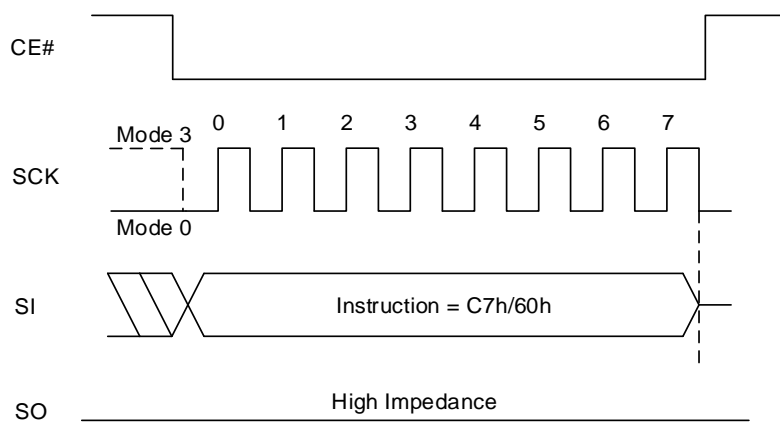 CE#
Mode 3 0 1 2 3 4 5 6 7
SCK
Mode 0
SI Instruction = C7h/60h
SO High Impedance